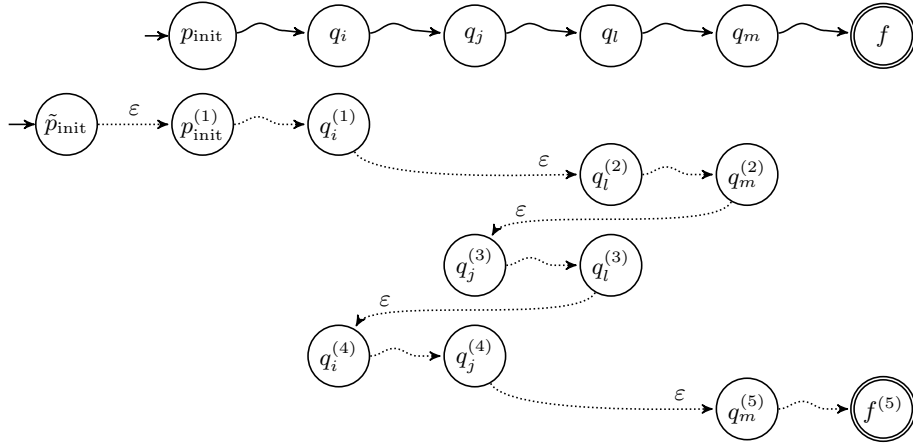 p_init q_i q_j q_l q_m f
p̃_init ε p_init^(1) q_i^(1)
ε q_l^(2) q_m^(2)
ε
q_j^(3) q_l^(3)
ε
q_i^(4) q_j^(4)
ε q_m^(5) f^(5)